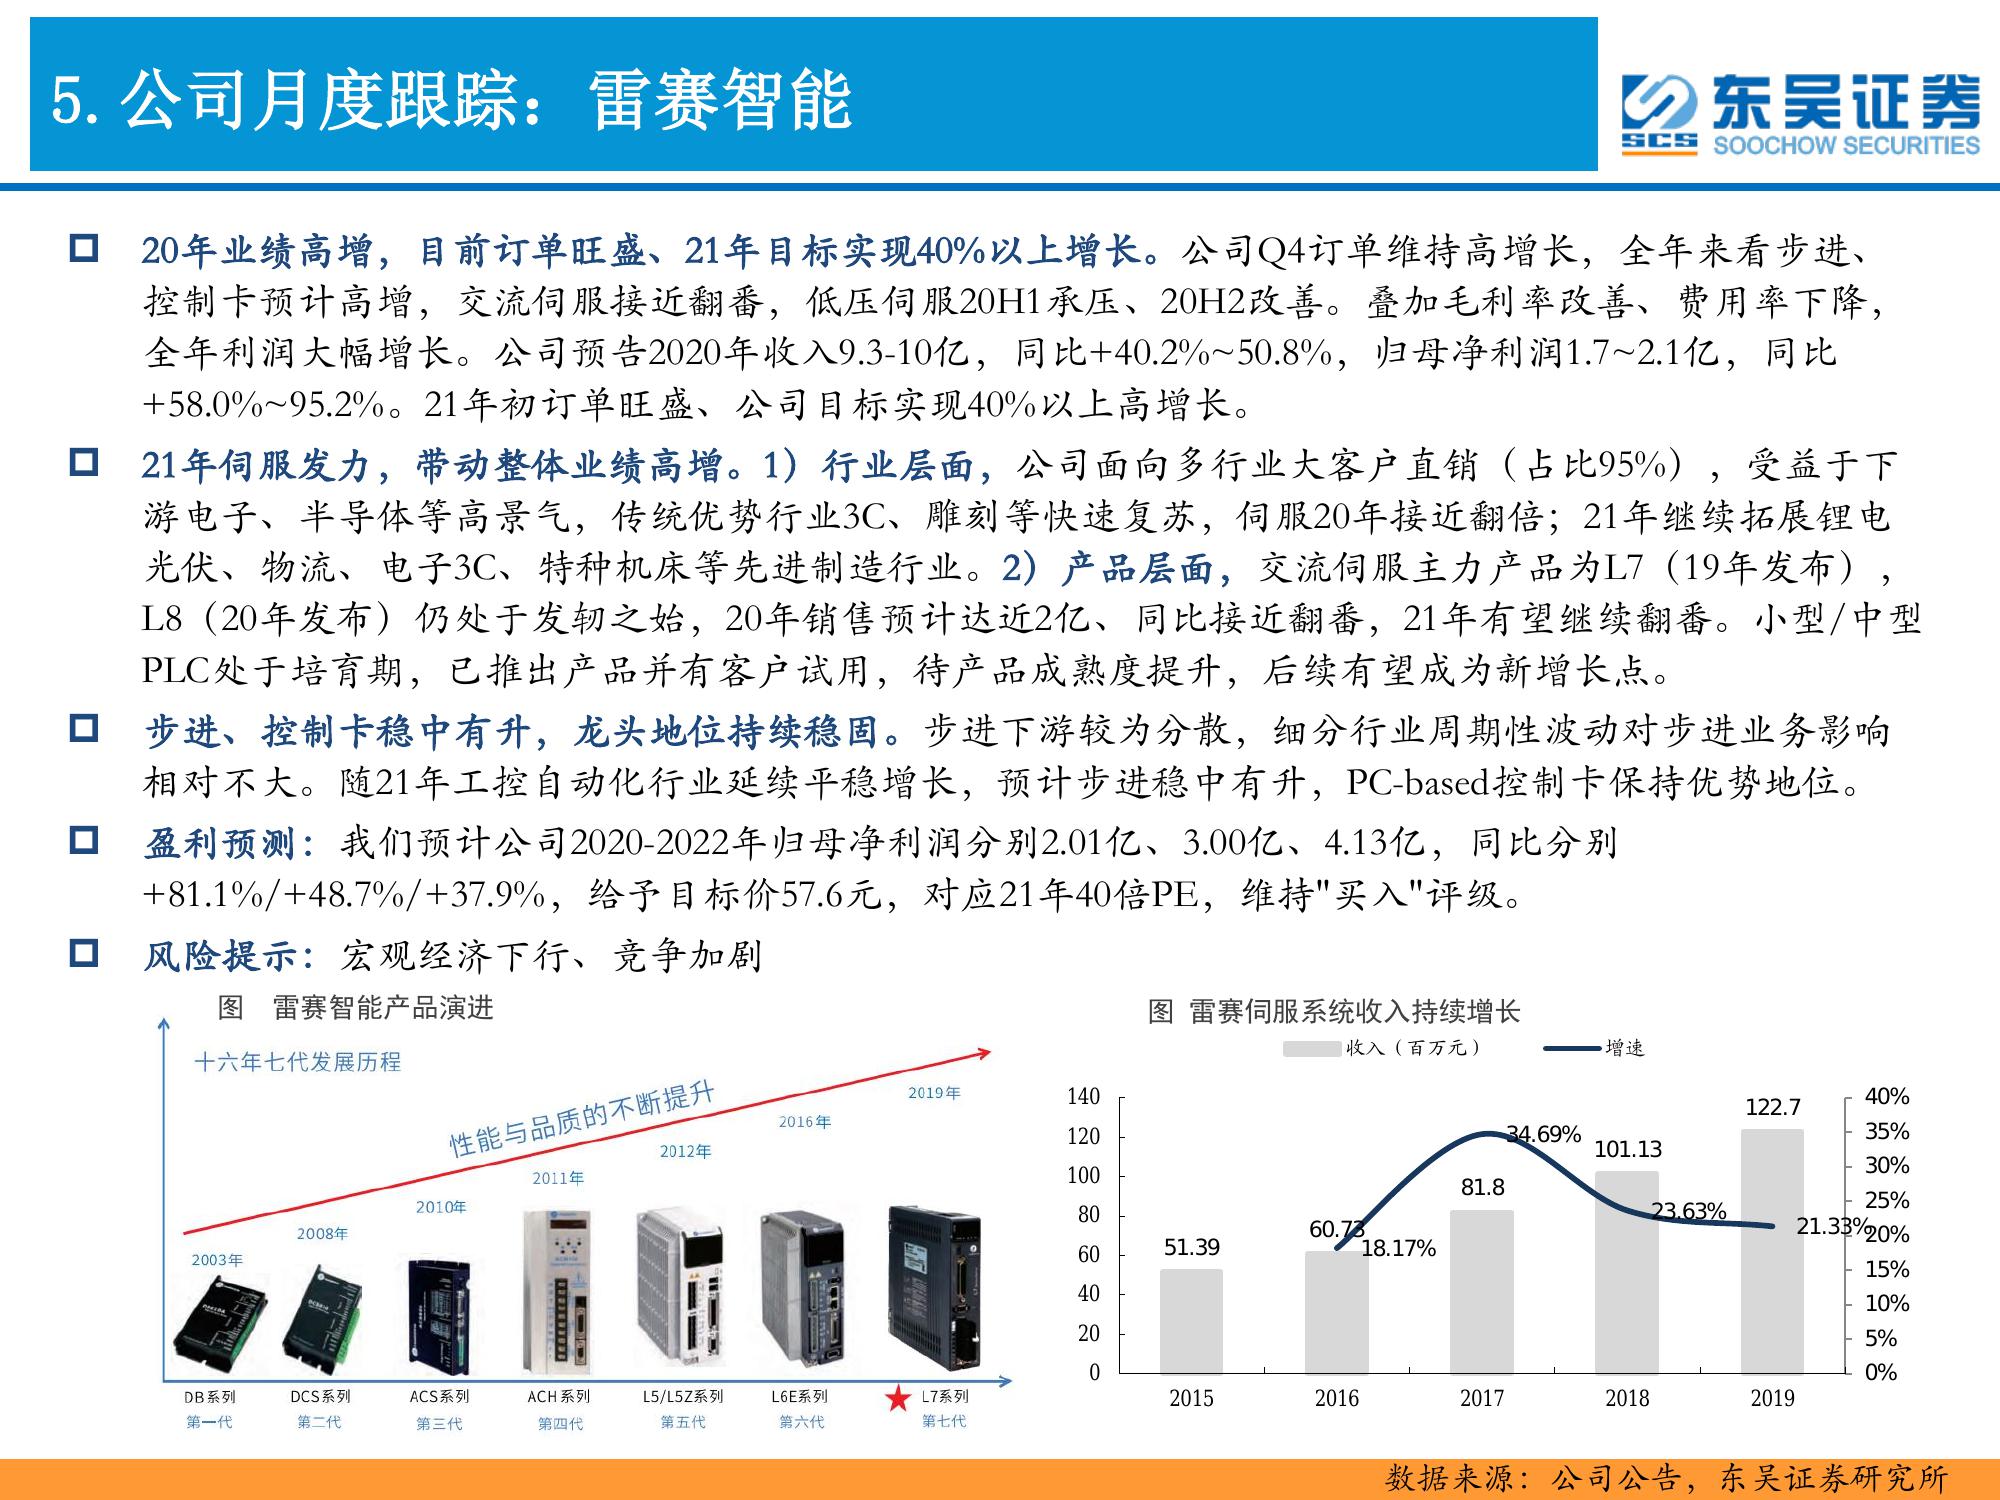 5. 公司月度跟踪：雷赛智能
东吴证券
SCS
SOOCHOW SECURITIES
20年业绩高增，目前订单旺盛、21年目标实现40%以上增长。公司Q4订单维持高增长，全年来看步进、
控制卡预计高增，交流伺服接近翻番，低压伺服20H1承压、20H2改善。叠加毛利率改善、费用率下降，
全年利润大幅增长。公司预告2020年收入9.3-10亿，同比+40.2%~50.8%，归母净利润1.7~2.1亿，同比
+58.0%~95.2%。21年初订单旺盛、公司目标实现40%以上高增长。
21年伺服发力，带动整体业绩高增。1）行业层面，公司面向多行业大客户直销（占比95%），受益于下
游电子、半导体等高景气，传统优势行业3C、雕刻等快速复苏，伺服20年接近翻倍；21年继续拓展锂电
光伏、物流、电子3C、特种机床等先进制造行业。2）产品层面，交流伺服主力产品为L7（19年发布），
L8（20年发布）仍处于发轫之始，20年销售预计达近2亿、同比接近翻番，21年有望继续翻番。小型/中型
PLC处于培育期，已推出产品并有客户试用，待产品成熟度提升，后续有望成为新增长点。
步进、控制卡稳中有升，龙头地位持续稳固。步进下游较为分散，细分行业周期性波动对步进业务影响
相对不大。随21年工控自动化行业延续平稳增长，预计步进稳中有升，PC-based控制卡保持优势地位。
盈利预测：我们预计公司2020-2022年归母净利润分别2.01亿、3.00亿、4.13亿，同比分别
+81.1%/+48.7%/+37.9%，给予目标价57.6元，对应21年40倍PE，维持"买入"评级。
风险提示：宏观经济下行、竞争加剧
图 雷赛智能产品演进
十六年七代发展历程
性能与品质的不断提升
2003年
2008年
2010年
2011年
2012年
2016年
2019年
DB系列
DCS系列
ACS系列
ACH系列
L5/L5Z系列
L6E系列
L7系列
第一代
第二代
第三代
第四代
第五代
第六代
第七代
图 雷赛伺服系统收入持续增长
收入（百万元）
增速
140
120
100
80
60
40
20
0
51.39
60.73
81.8
101.13
122.7
18.17%
34.69%
23.63%
21.33%
40%
35%
30%
25%
20%
15%
10%
5%
0%
2015
2016
2017
2018
2019
数据来源：公司公告，东吴证券研究所